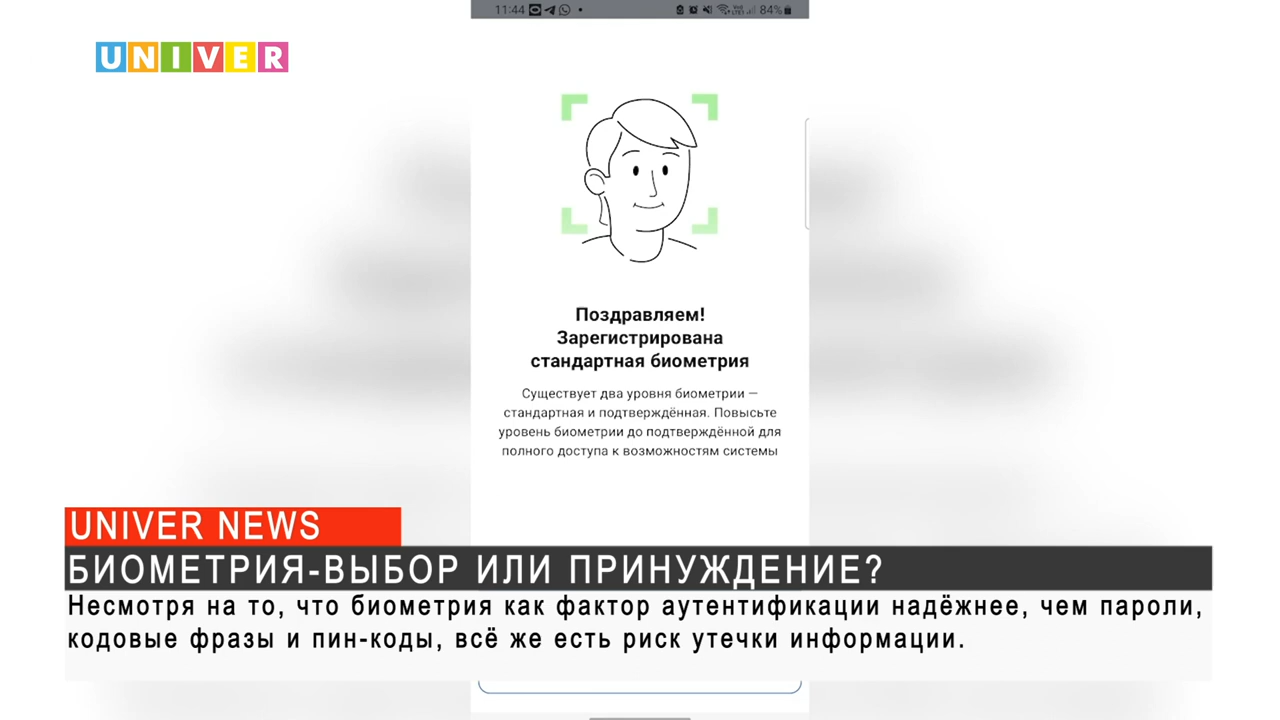 11:44
84%
UNIVER
Поздравляем!
Зарегистрирована
стандартная биометрия
Существует два уровня биометрии —
стандартная и подтверждённая. Повысьте
уровень биометрии до подтверждённой для
полного доступа к возможностям системы
UNIVER NEWS
БИОМЕТРИЯ-ВЫБОР ИЛИ ПРИНУЖДЕНИЕ?
Несмотря на то, что биометрия как фактор аутентификации надёжнее, чем пароли,
кодовые фразы и пин-коды, всё же есть риск утечки информации.